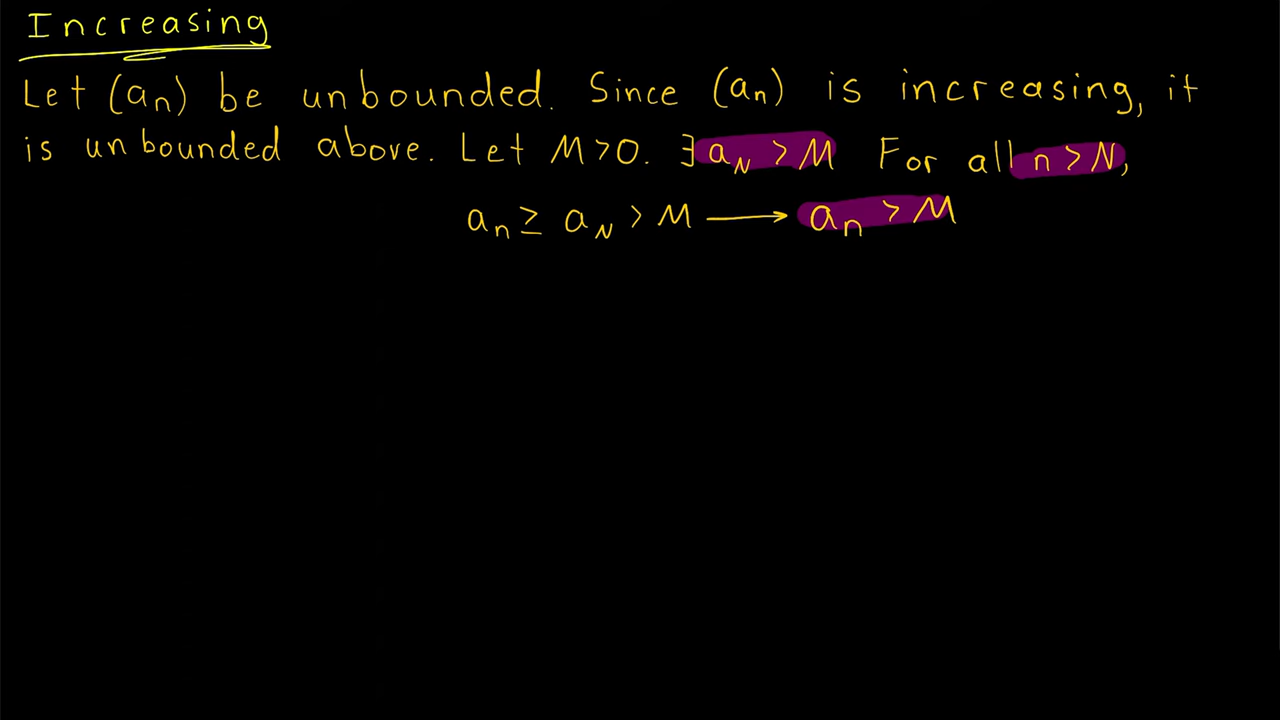 Increasing
Let (aₙ) be unbounded. Since (aₙ) is increasing, it
is unbounded above. Let M>0. ∃ a_N > M For all n > N,
aₙ ≥ a_N > M ⟶ aₙ > M